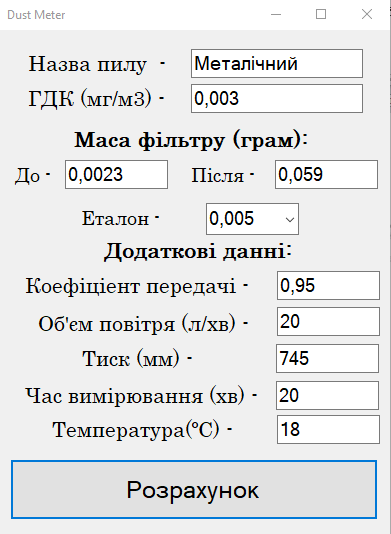 Dust Meter
Назва пилу - Металічний
ГДК (мг/м3) - 0,003
Маса фільтру (грам):
До - 0,0023 Після - 0,059
Еталон - 0,005
Додаткові данні:
Коефіціент передачі - 0,95
Об'єм повітря (л/хв) - 20
Тиск (мм) - 745
Час вимірювання (хв) - 20
Температура(°C) - 18
Розрахунок